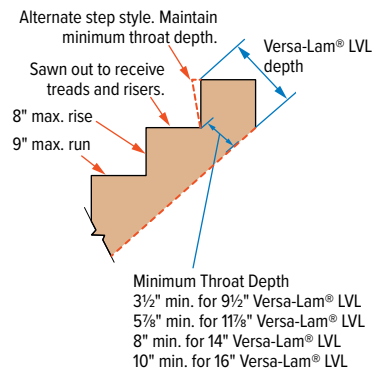 Alternate step style. Maintain
minimum throat depth.
Versa-Lam® LVL
depth
Sawn out to receive
treads and risers.
8" max. rise
9" max. run
Minimum Throat Depth
3½" min. for 9½" Versa-Lam® LVL
5⅞" min. for 11⅞" Versa-Lam® LVL
8" min. for 14" Versa-Lam® LVL
10" min. for 16" Versa-Lam® LVL